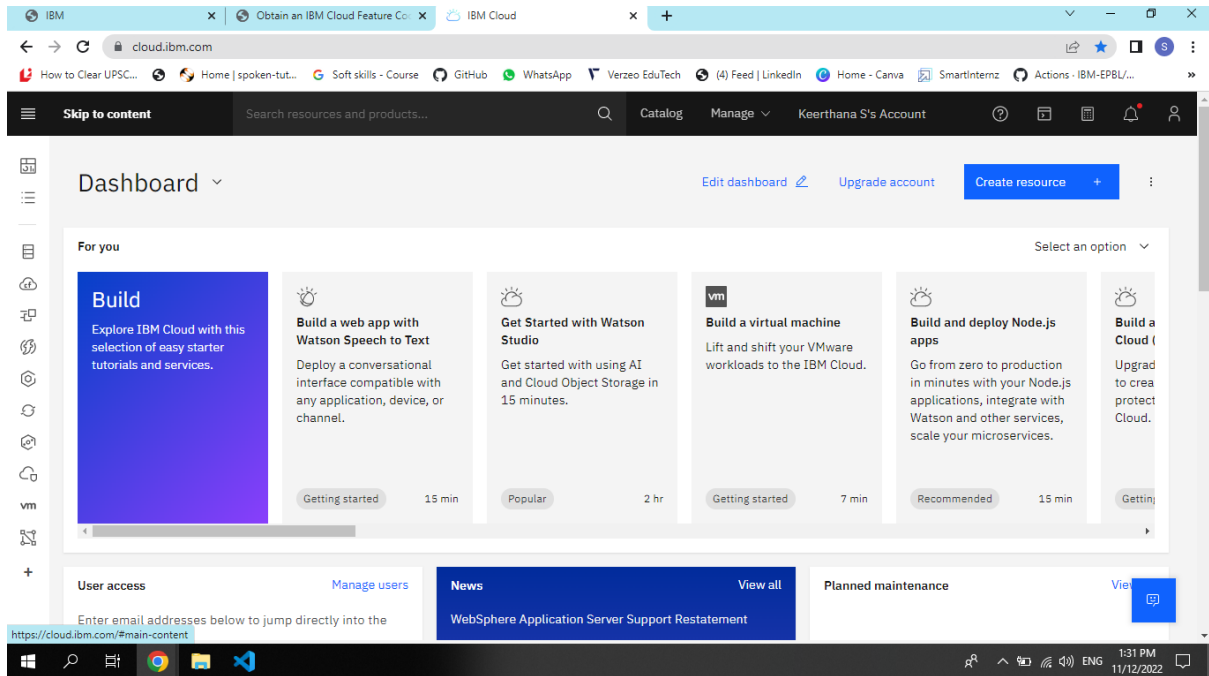 IBM
Obtain an IBM Cloud Feature Co
IBM Cloud
cloud.ibm.com
S
How to Clear UPSC...
Home | spoken-tut...
Soft skills - Course
GitHub
WhatsApp
Verzeo EduTech
(4) Feed | LinkedIn
Home - Canva
SmartInternz
Actions · IBM-EPBL/...
»
Skip to content
Search resources and products...
Catalog
Manage
Keerthana S's Account
Dashboard
Edit dashboard
Upgrade account
Create resource +
For you
Select an option
Build
Explore IBM Cloud with this
selection of easy starter
tutorials and services.
Build a web app with
Watson Speech to Text
Deploy a conversational
interface compatible with
any application, device, or
channel.
Getting started
15 min
Get Started with Watson
Studio
Get started with using AI
and Cloud Object Storage in
15 minutes.
Popular
2 hr
vm
Build a virtual machine
Lift and shift your VMware
workloads to the IBM Cloud.
Getting started
7 min
Build and deploy Node.js
apps
Go from zero to production
in minutes with your Node.js
applications, integrate with
Watson and other services,
scale your microservices.
Recommended
15 min
Build a
Cloud (
Upgrad
to crea
protect
Cloud.
Getting
vm
User access
Manage users
Enter email addresses below to jump directly into the
News
View all
WebSphere Application Server Support Restatement
Planned maintenance
View
https://cloud.ibm.com/#main-content
ENG
1:31 PM
11/12/2022